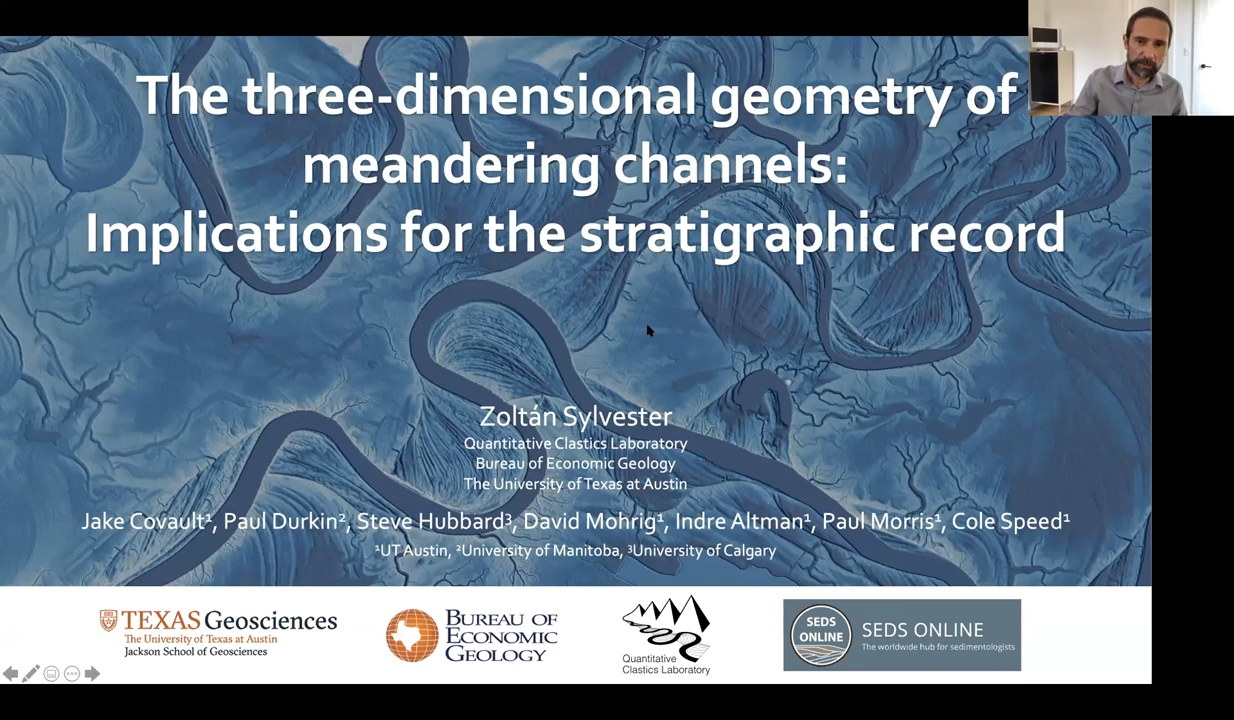 The three-dimensional geometry of
meandering channels:
Implications for the stratigraphic record
Zoltán Sylvester
Quantitative Clastics Laboratory
Bureau of Economic Geology
The University of Texas at Austin
Jake Covault¹, Paul Durkin², Steve Hubbard³, David Mohrig¹, Indre Altman¹, Paul Morris¹, Cole Speed¹
¹UT Austin, ²University of Manitoba, ³University of Calgary
TEXAS Geosciences
The University of Texas at Austin
Jackson School of Geosciences
BUREAU OF
ECONOMIC
GEOLOGY
Quantitative
Clastics Laboratory
SEDS
ONLINE
SEDS ONLINE
The worldwide hub for sedimentologists